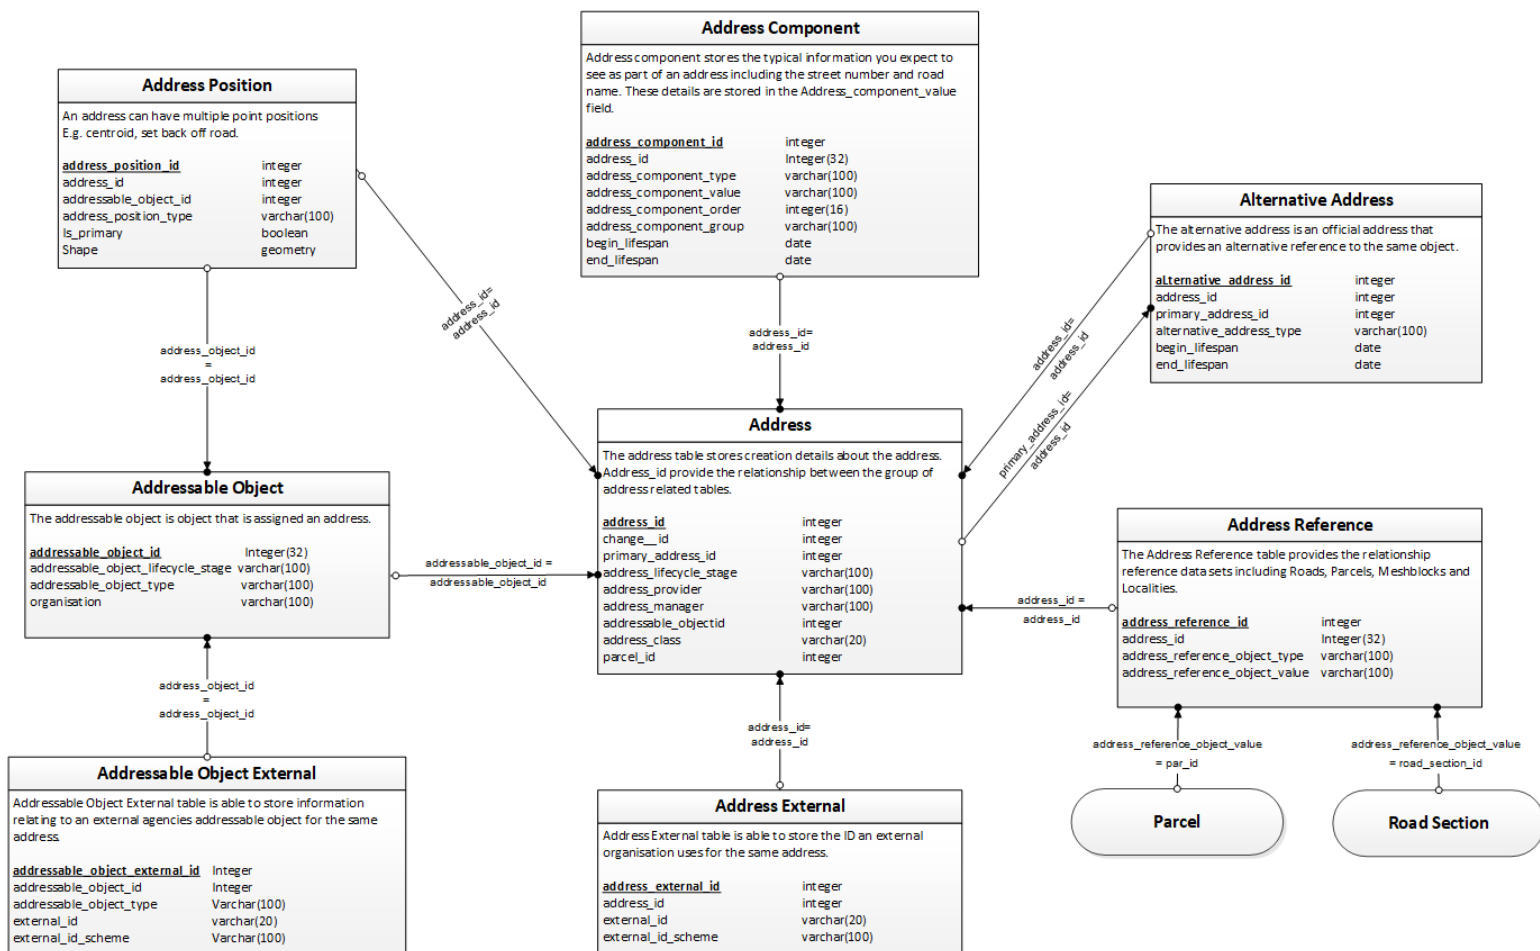 Address Component
Address component stores the typical information you expect to
see as part of an address including the street number and road
name. These details are stored in the Address_component_value
field.
address_component_id integer
address_id Integer(32)
address_component_type varchar(100)
address_component_value varchar(100)
address_component_order integer(16)
address_component_group varchar(100)
begin_lifespan date
end_lifespan date
Address Position
An address can have multiple point positions
E.g. centroid, set back off road.
address_position_id integer
address_id integer
addressable_object_id integer
address_position_type varchar(100)
Is_primary boolean
Shape geometry
Alternative Address
The alternative address is an official address that
provides an alternative reference to the same object.
aLternative_address_id integer
address_id integer
primary_address_id integer
alternative_address_type varchar(100)
begin_lifespan date
end_lifespan date
address_id=
address_id
address_id=
address_id
address_id=
address_id
primary_address_id=
address_id
address_object_id
=
address_object_id
Address
The address table stores creation details about the address.
Address_id provide the relationship between the group of
address related tables.
address_id integer
change__id integer
primary_address_id integer
address_lifecycle_stage varchar(100)
address_provider varchar(100)
address_manager varchar(100)
addressable_objectid integer
address_class varchar(20)
parcel_id integer
Addressable Object
The addressable object is object that is assigned an address.
addressable_object_id Integer(32)
addressable_object_lifecycle_stage varchar(100)
addressable_object_type varchar(100)
organisation varchar(100)
addressable_object_id =
addressable_object_id
Address Reference
The Address Reference table provides the relationship
reference data sets including Roads, Parcels, Meshblocks and
Localities.
address_reference_id integer
address_id Integer(32)
address_reference_object_type varchar(100)
address_reference_object_value varchar(100)
address_id =
address_id
address_object_id
=
address_object_id
address_id=
address_id
address_reference_object_value
= par_id
address_reference_object_value
= road_section_id
Parcel
Road Section
Addressable Object External
Addressable Object External table is able to store information
relating to an external agencies addressable object for the same
address.
addressable_object_external_id Integer
addressable_object_id Integer
addressable_object_type Varchar(100)
external_id varchar(20)
external_id_scheme Varchar(100)
Address External
Address External table is able to store the ID an external
organisation uses for the same address.
address_external_id integer
address_id integer
external_id varchar(20)
external_id_scheme varchar(100)